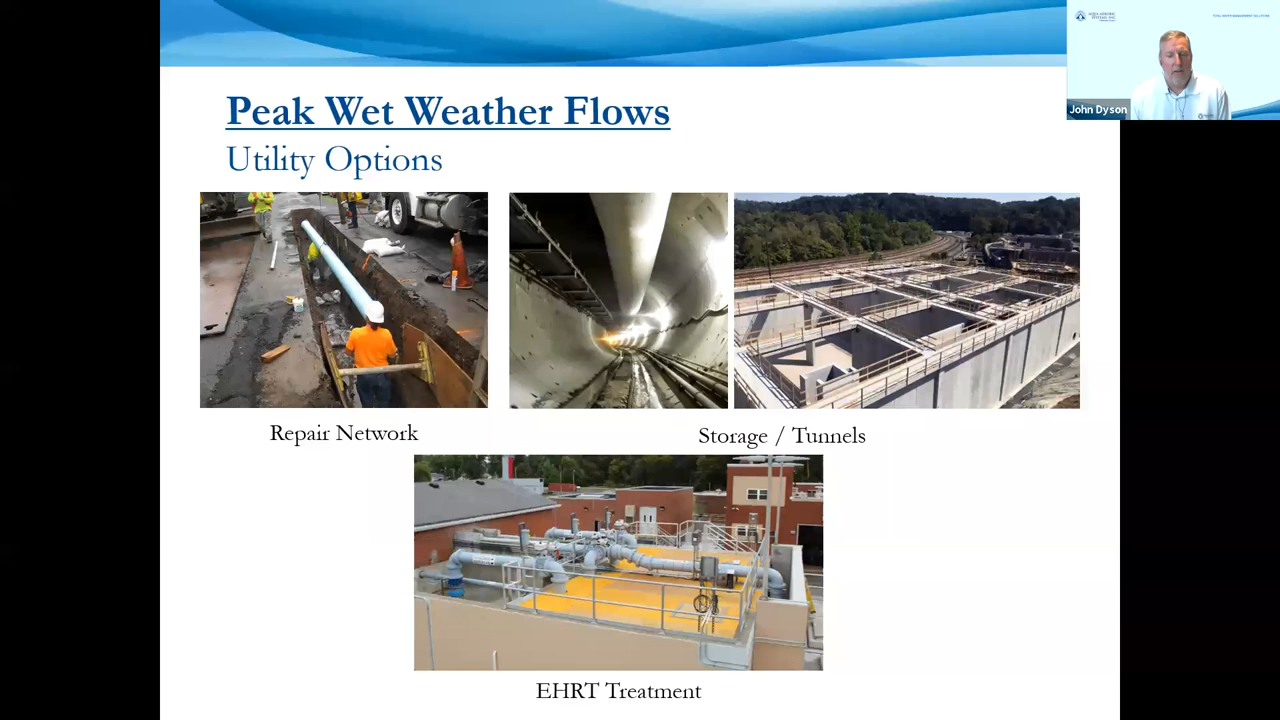 Peak Wet Weather Flows
Utility Options
Repair Network
Storage / Tunnels
EHRT Treatment
John Dyson